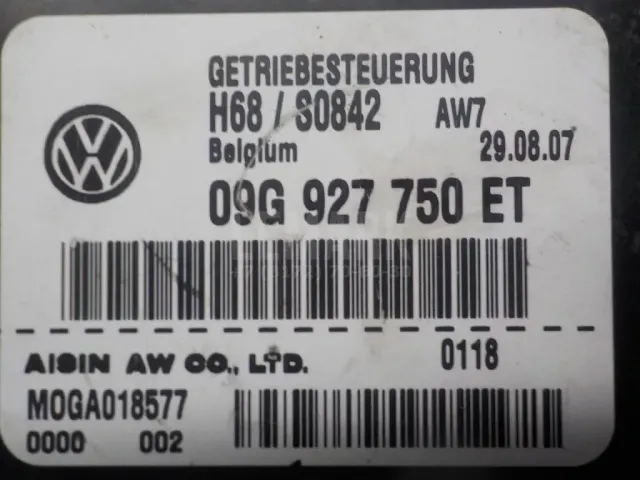 GETRIEBESTEUERUNG
H68 / S0842 AW7
Belgium 29.08.07
09G 927 750 ET
AISIN AW CO., LTD. 0118
MOGA018577
0000 002